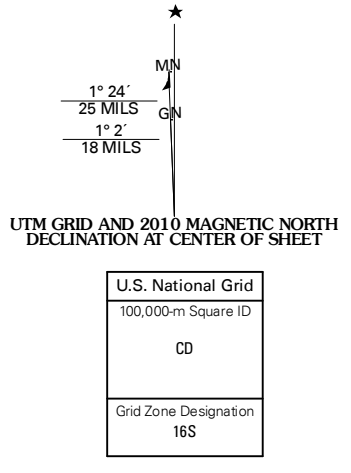 MN
1° 24´
25 MILS
GN
1° 2´
18 MILS
UTM GRID AND 2010 MAGNETIC NORTH
DECLINATION AT CENTER OF SHEET
U.S. National Grid
100,000-m Square ID
CD
Grid Zone Designation
16S